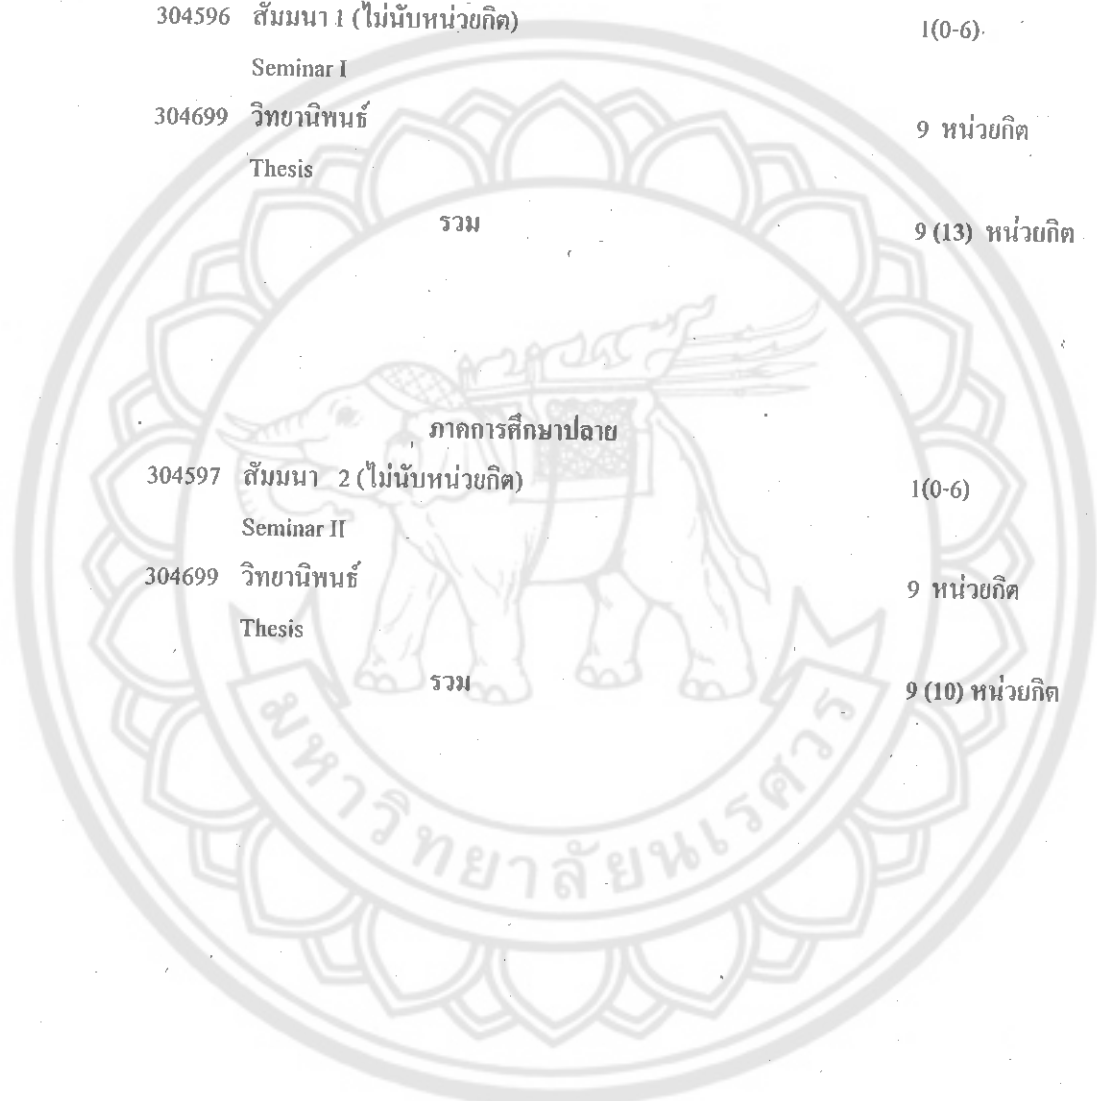 304596 สัมมนา 1 (ไม่นับหน่วยกิต) 1(0-6)
Seminar I
304699 วิทยานิพนธ์ 9 หน่วยกิต
Thesis
รวม 9 (13) หน่วยกิต
ภาคการศึกษาปลาย
304597 สัมมนา 2 (ไม่นับหน่วยกิต) 1(0-6)
Seminar II
304699 วิทยานิพนธ์ 9 หน่วยกิต
Thesis
รวม 9 (10) หน่วยกิต
มหาวิทยาลัยนเรศวร